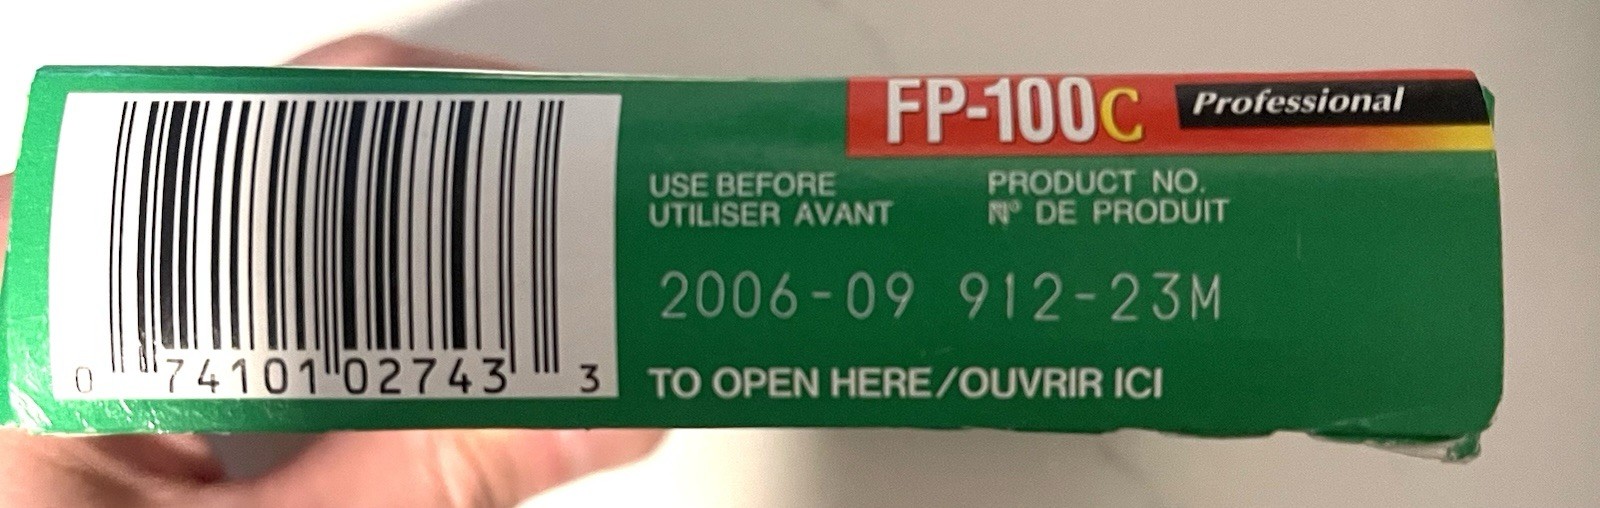 FP-100C Professional
USE BEFORE
UTILISER AVANT
PRODUCT NO.
Nº DE PRODUIT
2006-09 912-23M
TO OPEN HERE/OUVRIR ICI
0 74101 02743 3